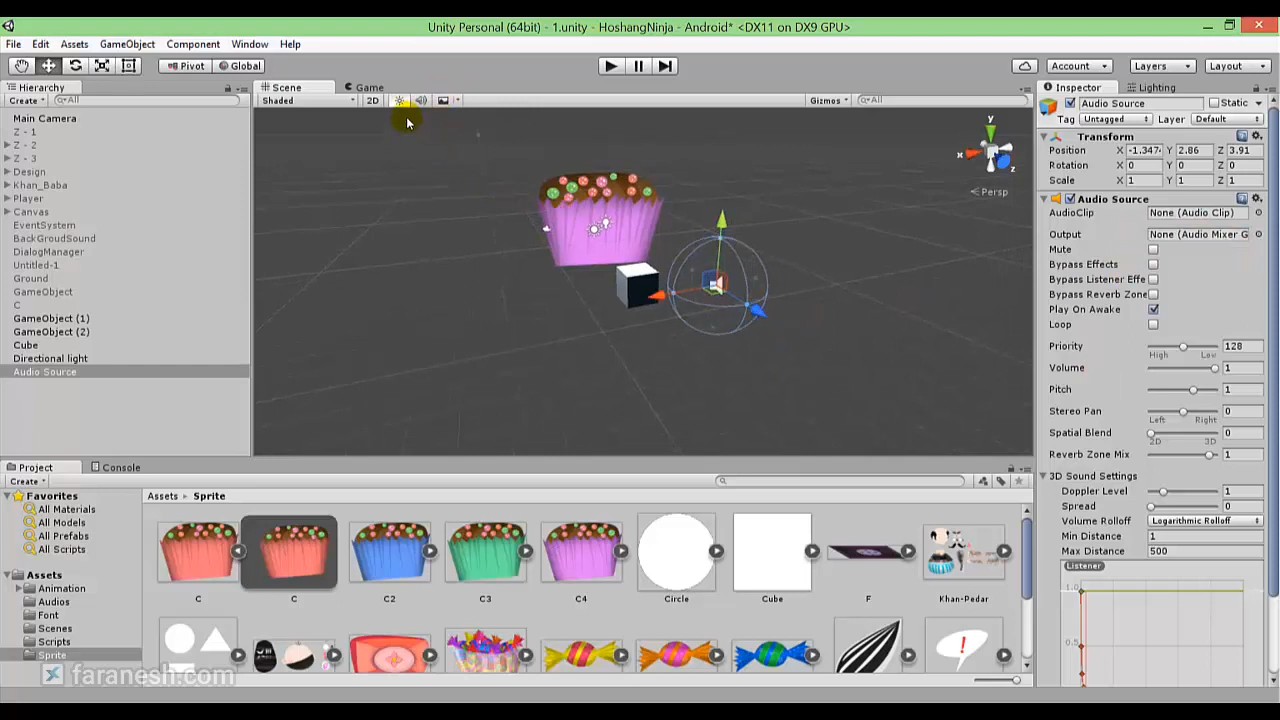 Unity Personal (64bit) - 1.unity - HoshangNinja - Android* <DX11 on DX9 GPU>
File Edit Assets GameObject Component Window Help
Pivot Global Account Layers Layout
Hierarchy Scene Game Inspector Lighting
Create All Shaded 2D Gizmos All
Audio Source Static
Tag Untagged Layer Default
Main Camera
Z - 1
Z - 2
Z - 3
Design
Khan_Baba
Player
Canvas
EventSystem
BackGroudSound
DialogManager
Untitled-1
Ground
GameObject
C
GameObject (1)
GameObject (2)
Cube
Directional light
Audio Source
y
x
z
Persp
Transform
Position X -1.347 Y 2.86 Z 3.91
Rotation X 0 Y 0 Z 0
Scale X 1 Y 1 Z 1
Audio Source
AudioClip None (Audio Clip)
Output None (Audio Mixer G
Mute
Bypass Effects
Bypass Listener Effe
Bypass Reverb Zone
Play On Awake
Loop
Priority 128
High Low
Volume 1
Pitch 1
Stereo Pan 0
Left Right
Spatial Blend 0
2D 3D
Reverb Zone Mix 1
3D Sound Settings
Doppler Level 1
Spread 0
Volume Rolloff Logarithmic Rolloff
Min Distance 1
Max Distance 500
Listener
1.0
0.5
Project Console
Create
Favorites
All Materials
All Models
All Prefabs
All Scripts
Assets
Animation
Audios
Font
Scenes
Scripts
Sprite
Assets Sprite
C C C2 C3 C4 Circle Cube F Khan-Pedar
faranesh.com